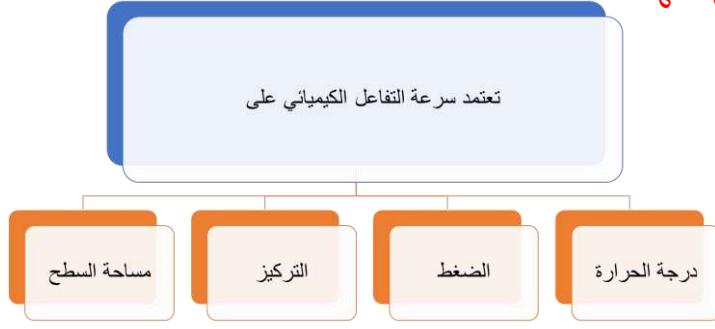 تعتمد سرعة التفاعل الكيميائي على
درجة الحرارة
الضغط
التركيز
مساحة السطح